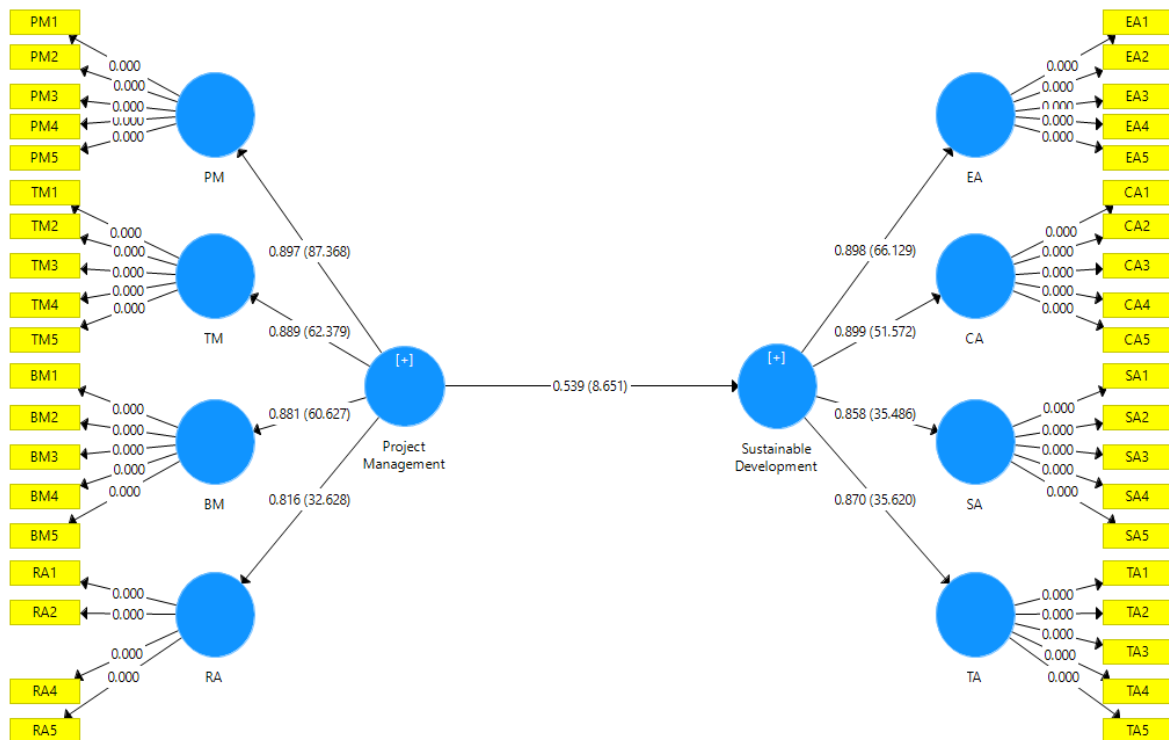 PM1
PM2
PM3
PM4
PM5
0.000
0.000
0.000
0.000
0.000
PM
TM1
TM2
TM3
TM4
TM5
0.000
0.000
0.000
0.000
0.000
TM
BM1
BM2
BM3
BM4
BM5
0.000
0.000
0.000
0.000
0.000
BM
RA1
RA2
RA4
RA5
0.000
0.000
0.000
0.000
RA
0.897 (87.368)
0.889 (62.379)
0.881 (60.627)
0.816 (32.628)
[+]
Project
Management
0.539 (8.651)
[+]
Sustainable
Development
0.898 (66.129)
0.899 (51.572)
0.858 (35.486)
0.870 (35.620)
EA
0.000
0.000
0.000
0.000
0.000
EA1
EA2
EA3
EA4
EA5
CA
0.000
0.000
0.000
0.000
0.000
CA1
CA2
CA3
CA4
CA5
SA
0.000
0.000
0.000
0.000
0.000
SA1
SA2
SA3
SA4
SA5
TA
0.000
0.000
0.000
0.000
0.000
TA1
TA2
TA3
TA4
TA5